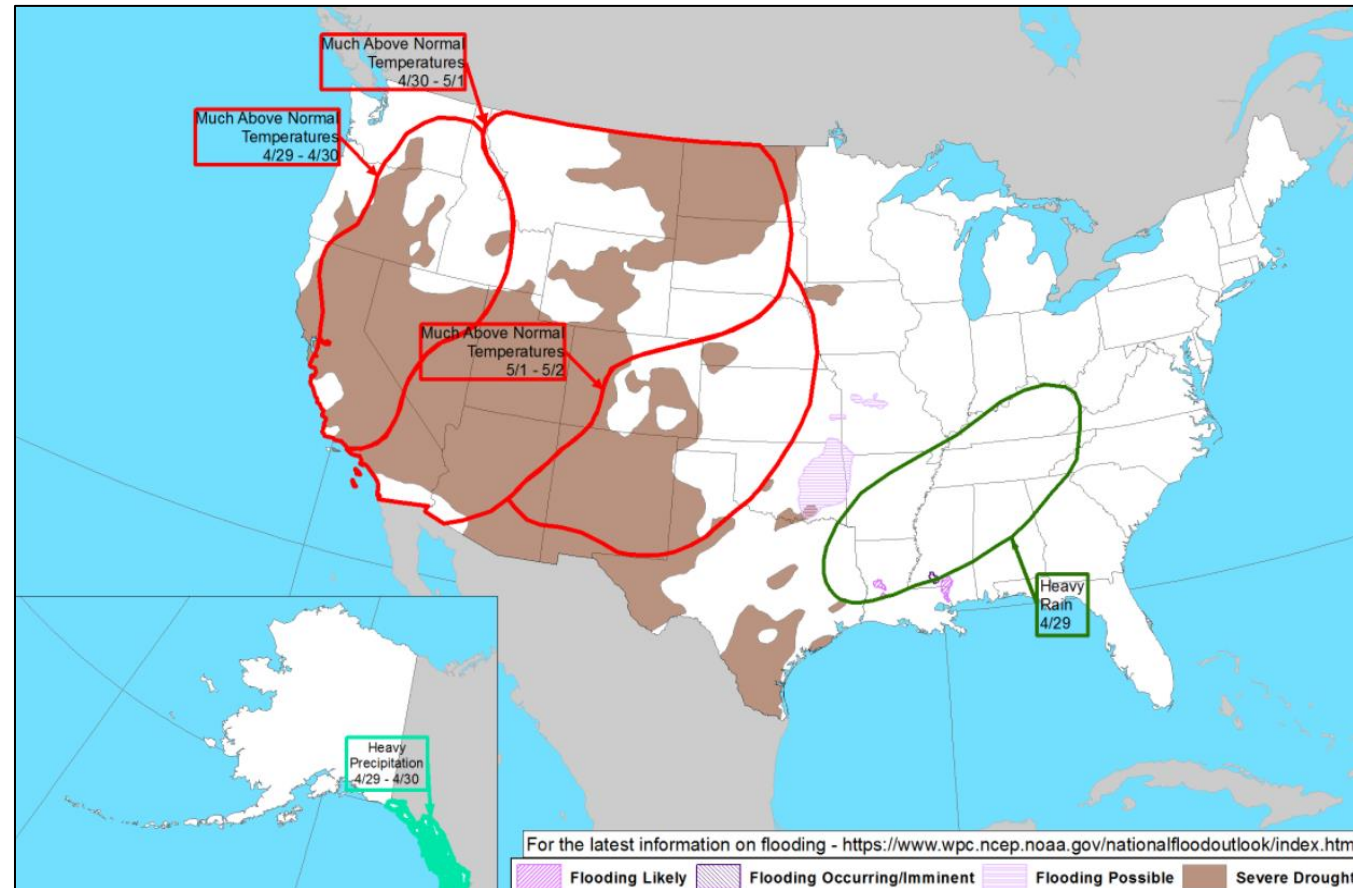 Much Above Normal
Temperatures
4/30 - 5/1
Much Above Normal
Temperatures
4/29 - 4/30
Much Above Normal
Temperatures
5/1 - 5/2
Heavy
Rain
4/29
Heavy
Precipitation
4/29 - 4/30
For the latest information on flooding - https://www.wpc.ncep.noaa.gov/nationalfloodoutlook/index.htm
Flooding Likely Flooding Occurring/Imminent Flooding Possible Severe Drought